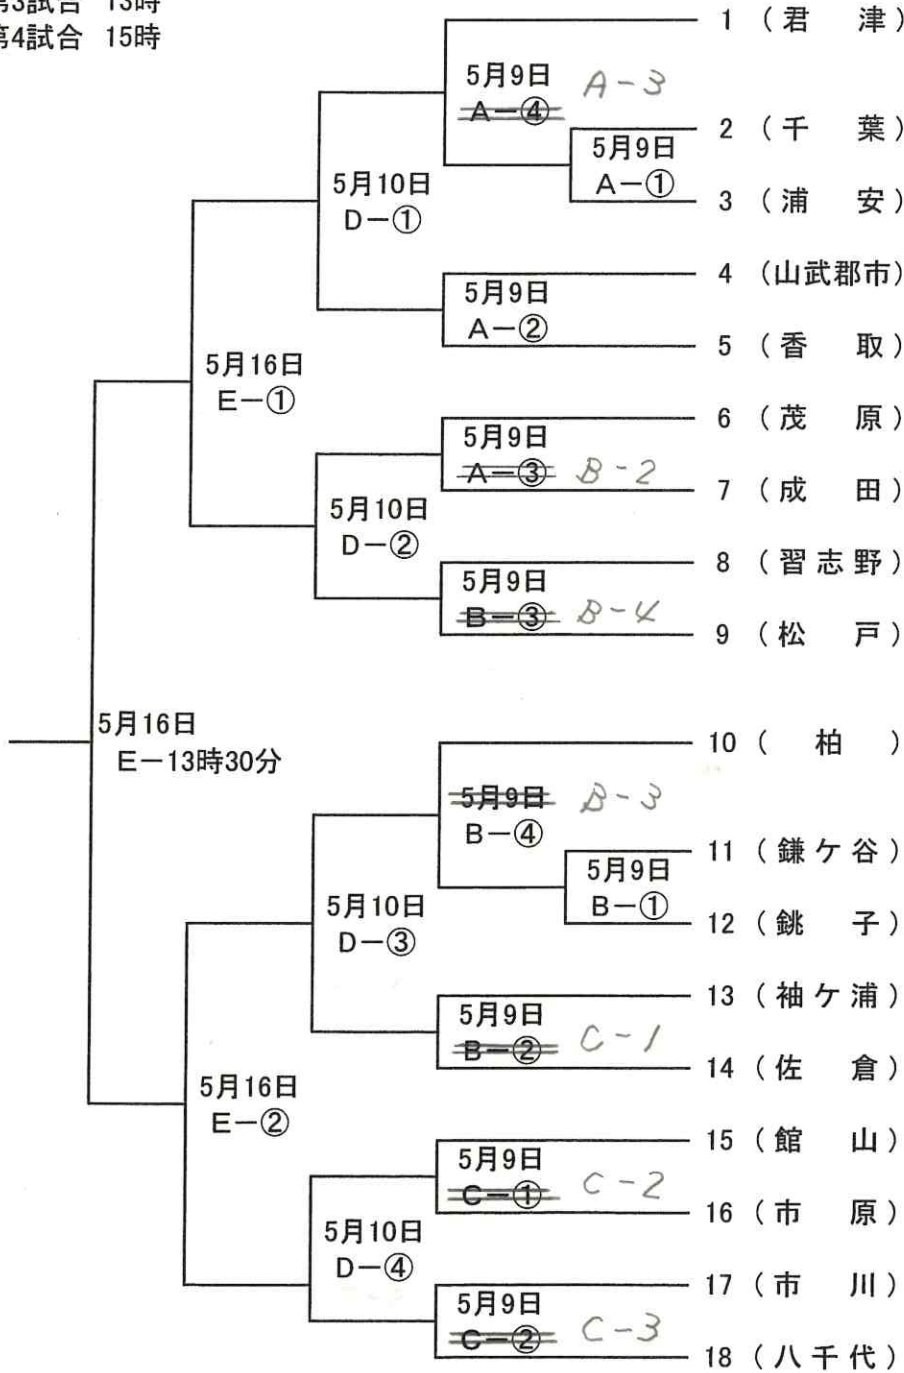 第3試合 13時
第4試合 15時
1 (君 津)
5月9日 A-3
A-④
2 (千 葉)
5月9日
A-①
3 (浦 安)
5月10日
D-①
4 (山武郡市)
5月9日
A-②
5 (香 取)
5月16日
E-①
6 (茂 原)
5月9日
A-③ B-2
7 (成 田)
5月10日
D-②
8 (習志野)
5月9日
B-③ B-4
9 (松 戸)
5月16日
E-13時30分
10 (柏)
5月9日 B-3
B-④
11 (鎌ケ谷)
5月9日
B-①
12 (銚 子)
5月10日
D-③
13 (袖ケ浦)
5月9日
B-② C-1
14 (佐 倉)
5月16日
E-②
15 (館 山)
5月9日
C-① C-2
16 (市 原)
5月10日
D-④
17 (市 川)
5月9日
C-② C-3
18 (八千代)